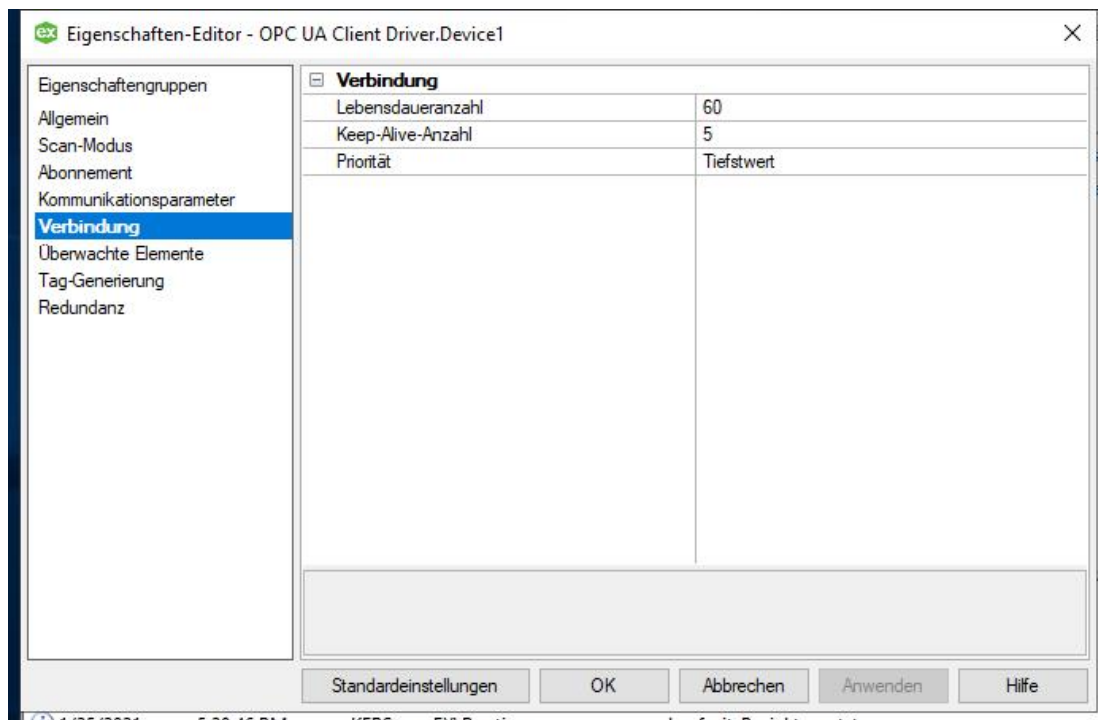 Eigenschaften-Editor - OPC UA Client Driver.Device1
Eigenschaftengruppen
Allgemein
Scan-Modus
Abonnement
Kommunikationsparameter
Verbindung
Überwachte Elemente
Tag-Generierung
Redundanz
Verbindung
Lebensdaueranzahl 60
Keep-Alive-Anzahl 5
Priorität Tiefstwert
Standardeinstellungen OK Abbrechen Anwenden Hilfe